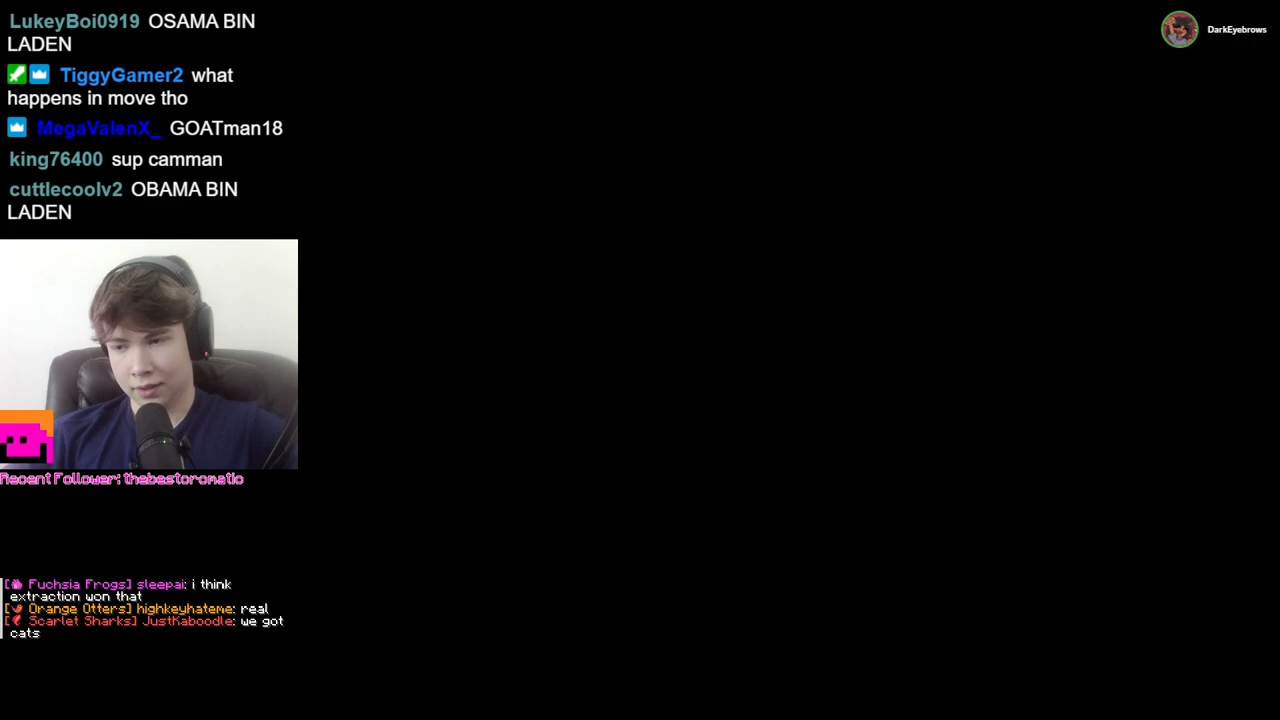 LukeyBoi0919 OSAMA BIN
LADEN
TiggyGamer2 what
happens in move tho
MegaValenX_ GOATman18
king76400 sup camman
cuttlecoolv2 OBAMA BIN
LADEN
DarkEyebrows
Recent Follower: thebestoromatic
[Fuchsia Frogs] sleepai: i think
extraction won that
[Orange Otters] highkeyhateme: real
[Scarlet Sharks] JustKaboodle: we got
cats